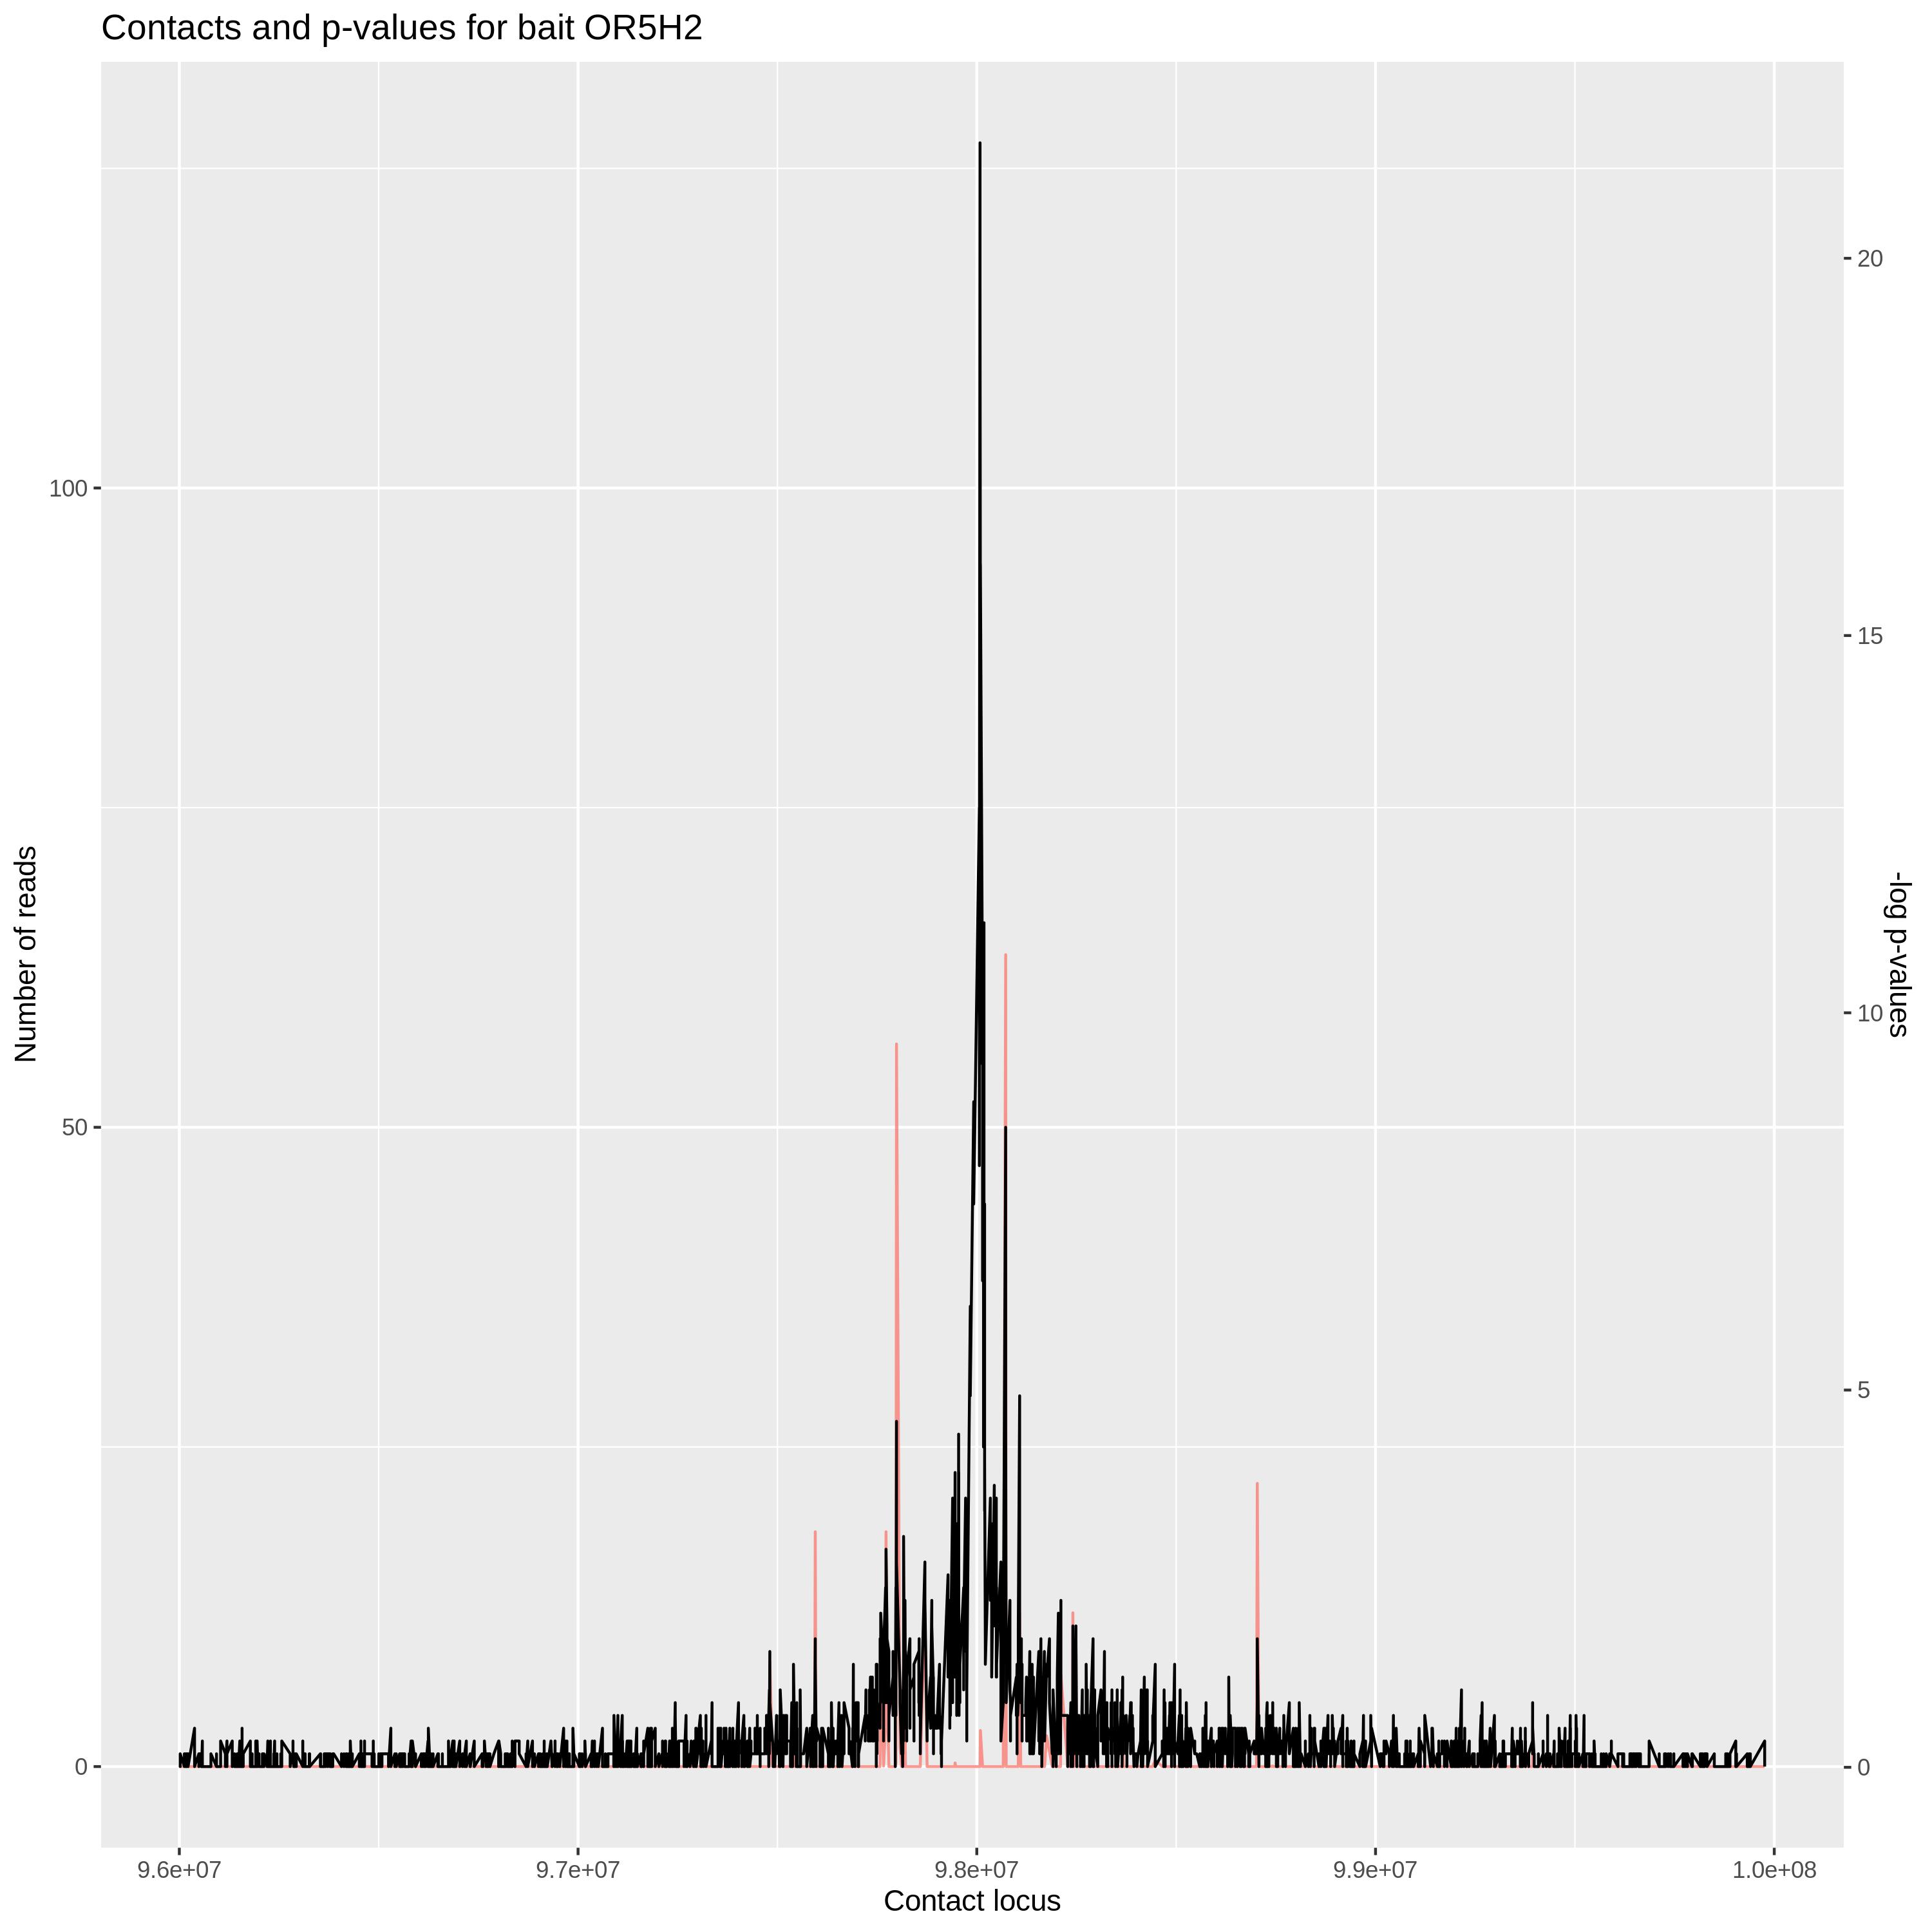 Contacts and p-values for bait OR5H2
Number of reads
100
50
0
20
15
10
5
0
-log p-values
9.6e+07
9.7e+07
9.8e+07
9.9e+07
1.0e+08
Contact locus